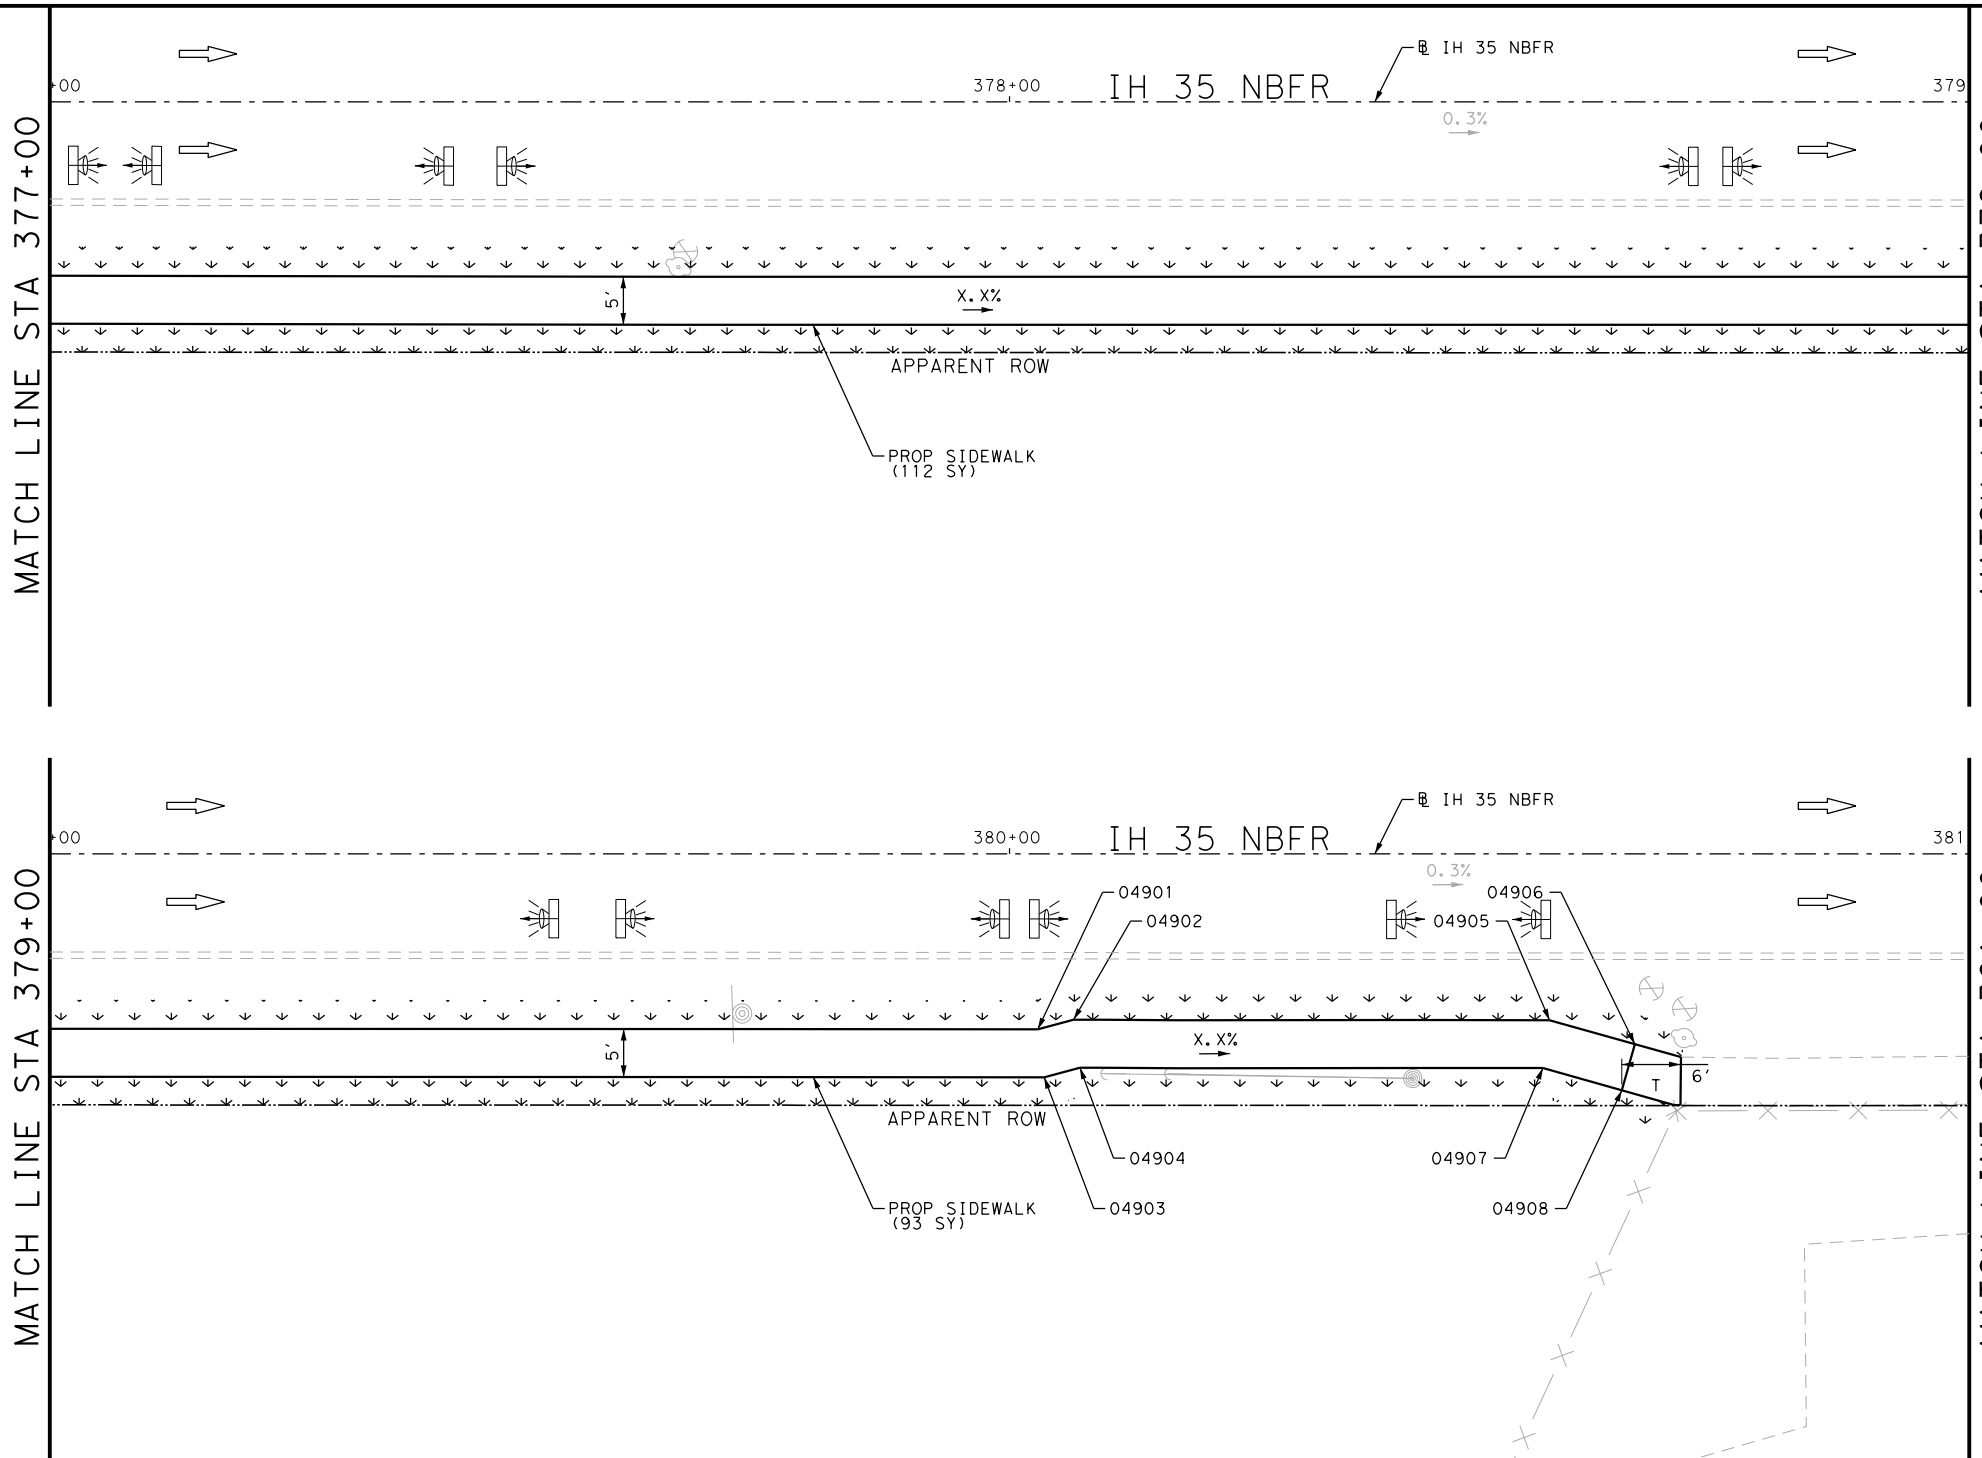 ℄ IH 35 NBFR
+00
378+00
IH 35 NBFR
379
0.3%
MATCH LINE STA 377+00
5'
X.X%
APPARENT ROW
PROP SIDEWALK
(112 SY)
℄ IH 35 NBFR
+00
380+00
IH 35 NBFR
381
0.3%
04901
04906
04902
04905
MATCH LINE STA 379+00
5'
X.X%
6'
T
APPARENT ROW
04904
04907
PROP SIDEWALK
(93 SY)
04903
04908